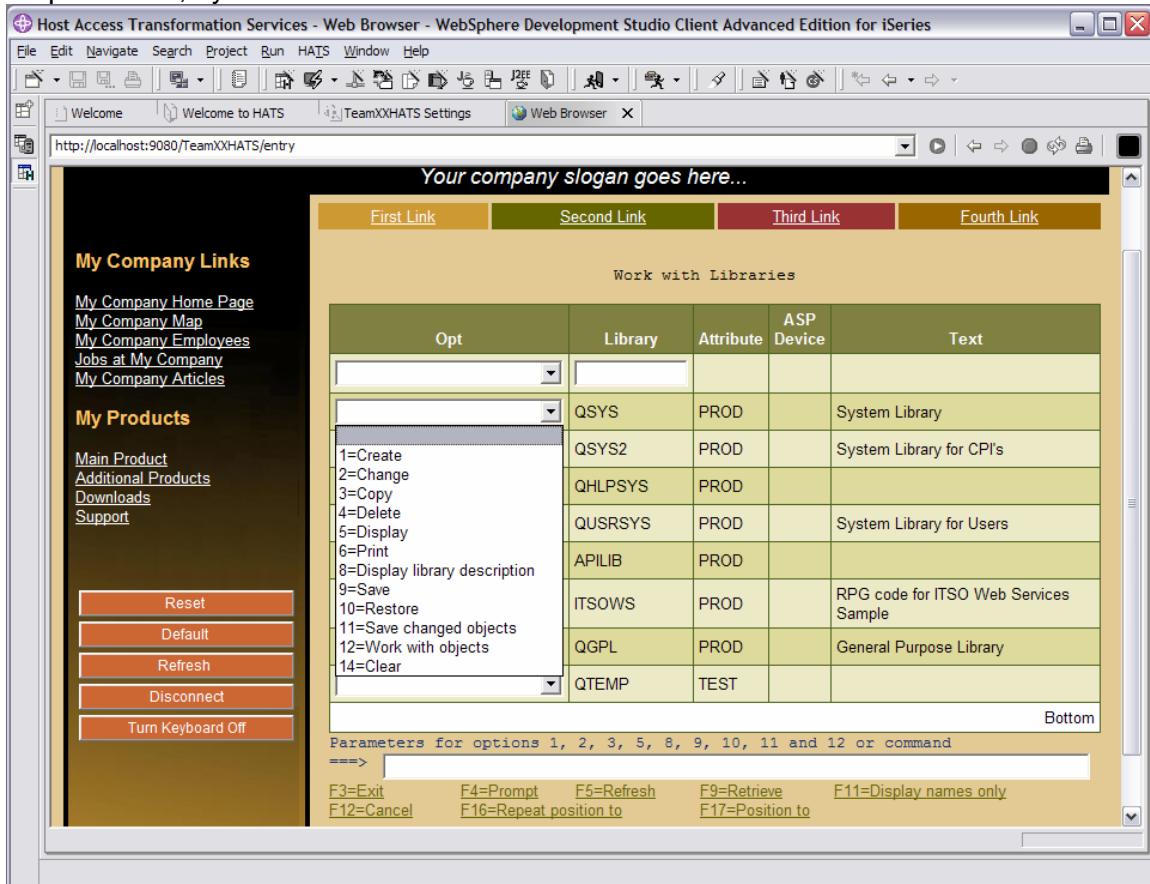 Host Access Transformation Services - Web Browser - WebSphere Development Studio Client Advanced Edition for iSeries
File Edit Navigate Search Project Run HATS Window Help
Welcome Welcome to HATS TeamXXHATS Settings Web Browser X
http://localhost:9080/TeamXXHATS/entry
Your company slogan goes here...
First Link Second Link Third Link Fourth Link
My Company Links
My Company Home Page
My Company Map
My Company Employees
Jobs at My Company
My Company Articles
My Products
Main Product
Additional Products
Downloads
Support
Reset
Default
Refresh
Disconnect
Turn Keyboard Off
Work with Libraries
Opt Library Attribute ASP Device Text
QSYS PROD System Library
QSYS2 PROD System Library for CPI's
QHLPSYS PROD
QUSRSYS PROD System Library for Users
APILIB PROD
ITSOWS PROD RPG code for ITSO Web Services
Sample
QGPL PROD General Purpose Library
QTEMP TEST
1=Create
2=Change
3=Copy
4=Delete
5=Display
6=Print
8=Display library description
9=Save
10=Restore
11=Save changed objects
12=Work with objects
14=Clear
Bottom
Parameters for options 1, 2, 3, 5, 8, 9, 10, 11 and 12 or command
===>
F3=Exit F4=Prompt F5=Refresh F9=Retrieve F11=Display names only
F12=Cancel F16=Repeat position to F17=Position to